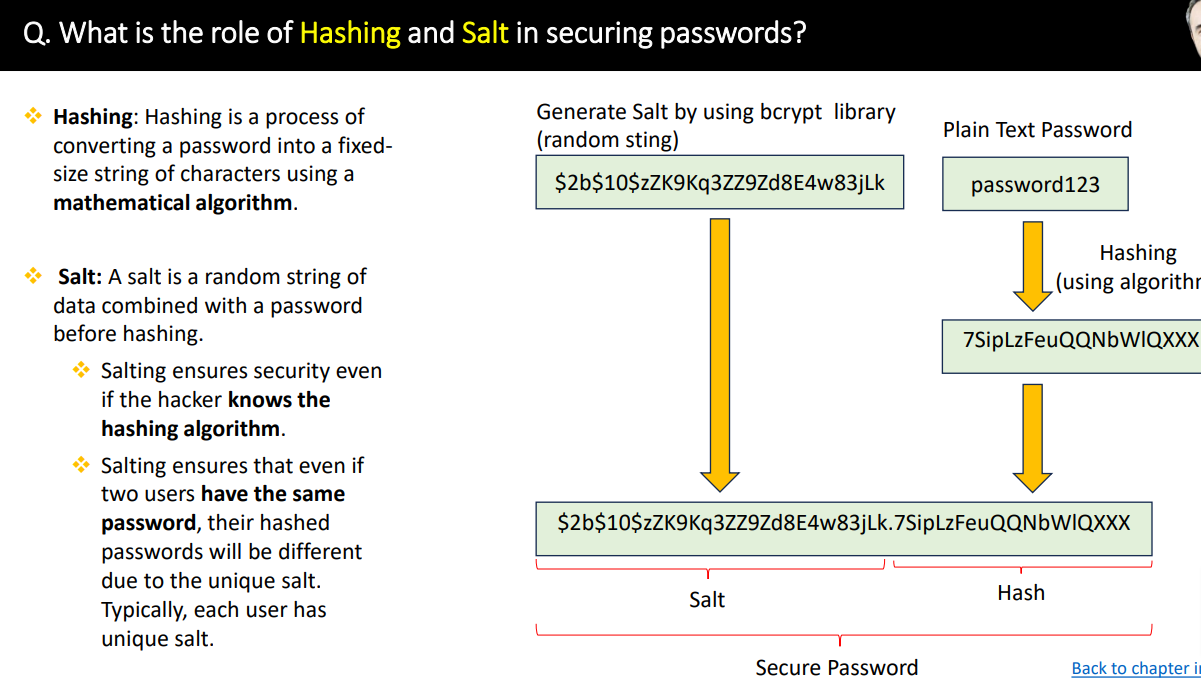 Q. What is the role of Hashing and Salt in securing passwords?
Hashing: Hashing is a process of
converting a password into a fixed-
size string of characters using a
mathematical algorithm.
Salt: A salt is a random string of
data combined with a password
before hashing.
Salting ensures security even
if the hacker knows the
hashing algorithm.
Salting ensures that even if
two users have the same
password, their hashed
passwords will be different
due to the unique salt.
Typically, each user has
unique salt.
Generate Salt by using bcrypt library
(random sting)
$2b$10$zZK9Kq3ZZ9Zd8E4w83jLk
Plain Text Password
password123
Hashing
(using
7SipLzFeuQQNbWlQXXX
$2b$10$zZK9Kq3ZZ9Zd8E4w83jLk.7SipLzFeuQQNbWlQXXX
Salt
Hash
Secure Password
Back to chapter